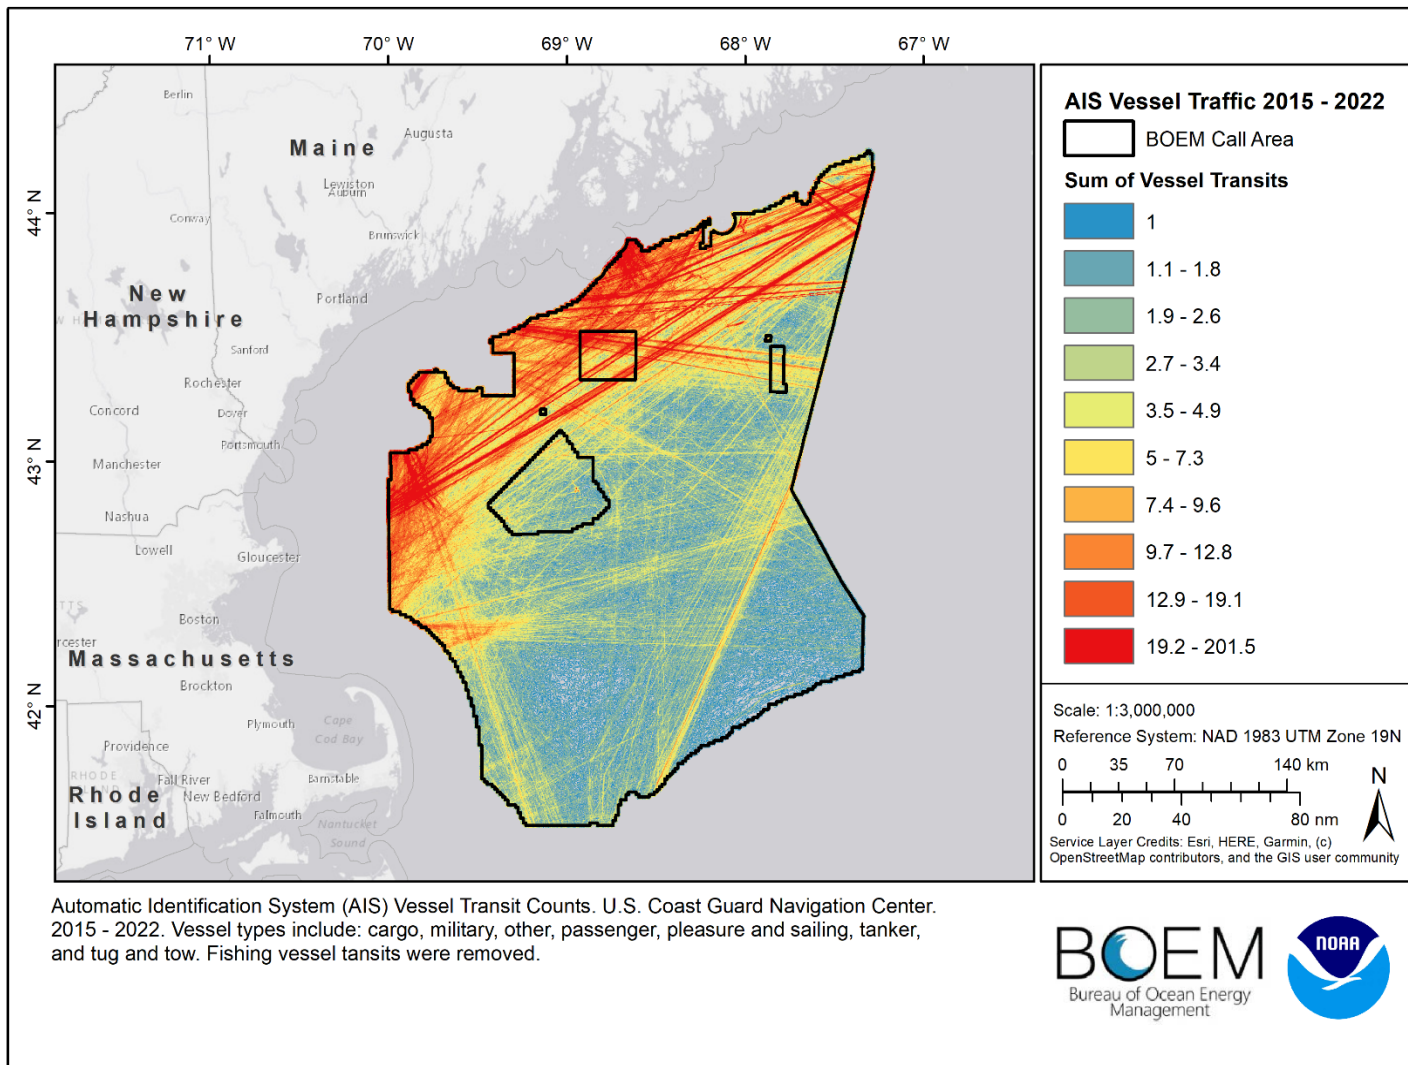 71° W 70° W 69° W 68° W 67° W
44° N
43° N
42° N
Berlin
Augusta
Maine
Lewiston
Auburn
Conway
Brunswick
New
Hampshire
Portland
Sanford
Rochester
Concord
Dover
Portsmouth
Manchester
Nashua
Lowell
Gloucester
Boston
Massachusetts
Brockton
Plymouth
Cape
Cod Bay
Providence
RHODE
Fall River
Barnstable
New Bedford
Rhode
Island
Falmouth
Nantucket
Sound
AIS Vessel Traffic 2015 - 2022
BOEM Call Area
Sum of Vessel Transits
1
1.1 - 1.8
1.9 - 2.6
2.7 - 3.4
3.5 - 4.9
5 - 7.3
7.4 - 9.6
9.7 - 12.8
12.9 - 19.1
19.2 - 201.5
Scale: 1:3,000,000
Reference System: NAD 1983 UTM Zone 19N
0 35 70 140 km
N
0 20 40 80 nm
Service Layer Credits: Esri, HERE, Garmin, (c)
OpenStreetMap contributors, and the GIS user community
Automatic Identification System (AIS) Vessel Transit Counts. U.S. Coast Guard Navigation Center.
2015 - 2022. Vessel types include: cargo, military, other, passenger, pleasure and sailing, tanker,
and tug and tow. Fishing vessel tansits were removed.
BOEM
Bureau of Ocean Energy
Management
NOAA